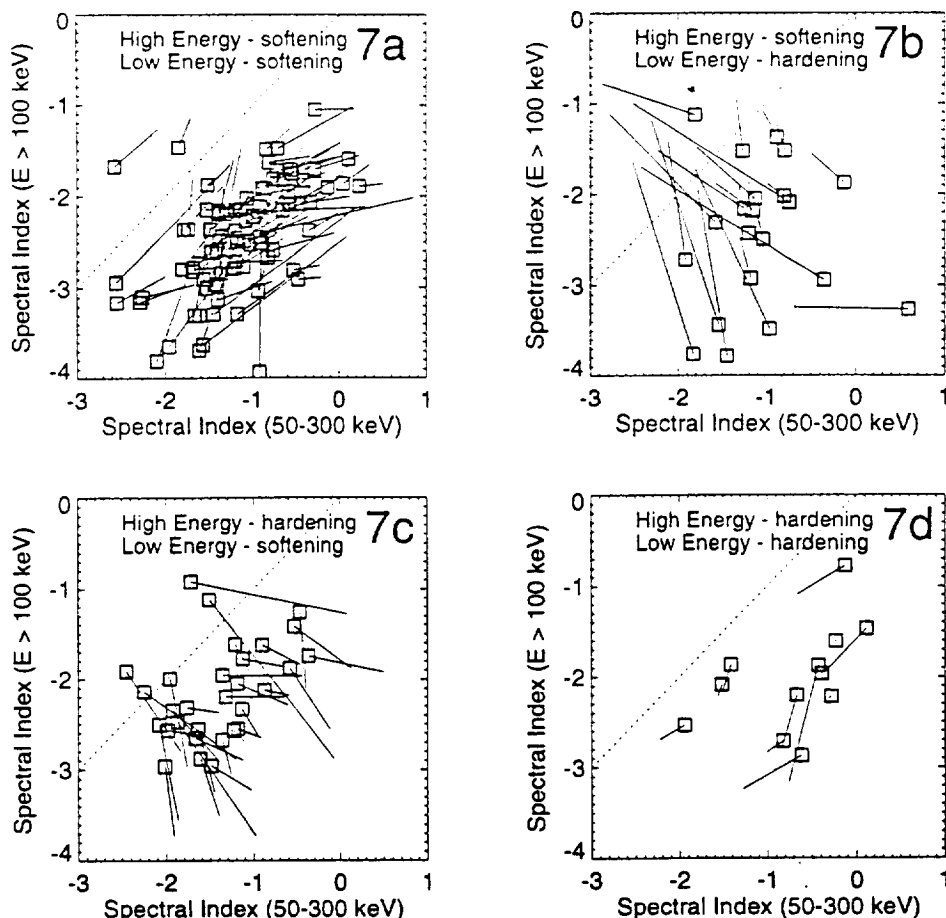 High Energy - softening
Low Energy - softening
7a
0
-1
-2
-3
-4
Spectral Index (E > 100 keV)
-3 -2 -1 0 1
Spectral Index (50-300 keV)
High Energy - softening
Low Energy - hardening
7b
0
-1
-2
-3
-4
Spectral Index (E > 100 keV)
-3 -2 -1 0 1
Spectral Index (50-300 keV)
High Energy - hardening
Low Energy - softening
7c
0
-1
-2
-3
-4
Spectral Index (E > 100 keV)
-3 -2 -1 0 1
Spectral Index (50-300 keV)
High Energy - hardening
Low Energy - hardening
7d
0
-1
-2
-3
-4
Spectral Index (E > 100 keV)
-3 -2 -1 0 1
Spectral Index (50-300 keV)